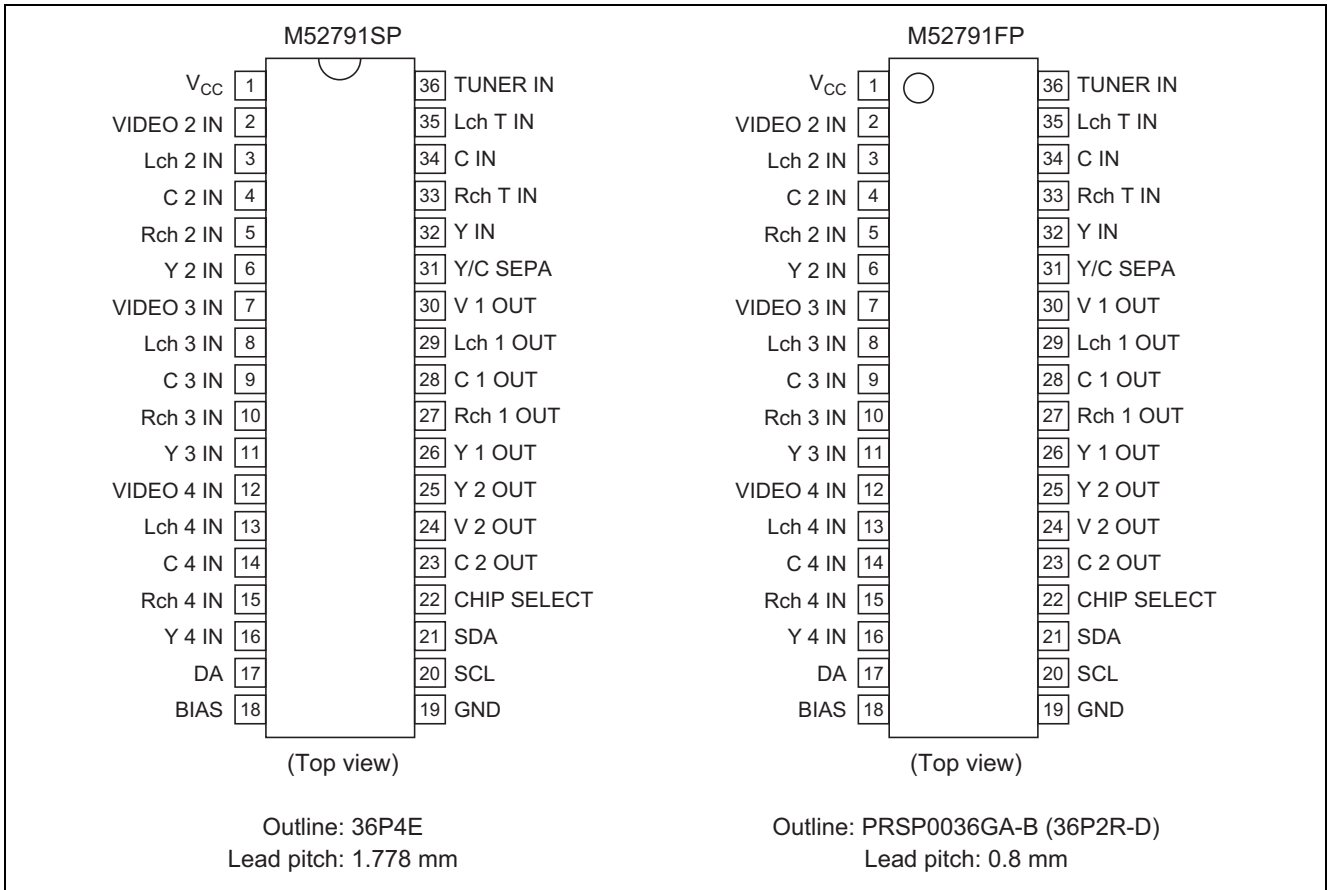 M52791SP
V_CC 1 36 TUNER IN
VIDEO 2 IN 2 35 Lch T IN
Lch 2 IN 3 34 C IN
C 2 IN 4 33 Rch T IN
Rch 2 IN 5 32 Y IN
Y 2 IN 6 31 Y/C SEPA
VIDEO 3 IN 7 30 V 1 OUT
Lch 3 IN 8 29 Lch 1 OUT
C 3 IN 9 28 C 1 OUT
Rch 3 IN 10 27 Rch 1 OUT
Y 3 IN 11 26 Y 1 OUT
VIDEO 4 IN 12 25 Y 2 OUT
Lch 4 IN 13 24 V 2 OUT
C 4 IN 14 23 C 2 OUT
Rch 4 IN 15 22 CHIP SELECT
Y 4 IN 16 21 SDA
DA 17 20 SCL
BIAS 18 19 GND
(Top view)
Outline: 36P4E
Lead pitch: 1.778 mm
M52791FP
V_CC 1 36 TUNER IN
VIDEO 2 IN 2 35 Lch T IN
Lch 2 IN 3 34 C IN
C 2 IN 4 33 Rch T IN
Rch 2 IN 5 32 Y IN
Y 2 IN 6 31 Y/C SEPA
VIDEO 3 IN 7 30 V 1 OUT
Lch 3 IN 8 29 Lch 1 OUT
C 3 IN 9 28 C 1 OUT
Rch 3 IN 10 27 Rch 1 OUT
Y 3 IN 11 26 Y 1 OUT
VIDEO 4 IN 12 25 Y 2 OUT
Lch 4 IN 13 24 V 2 OUT
C 4 IN 14 23 C 2 OUT
Rch 4 IN 15 22 CHIP SELECT
Y 4 IN 16 21 SDA
DA 17 20 SCL
BIAS 18 19 GND
(Top view)
Outline: PRSP0036GA-B (36P2R-D)
Lead pitch: 0.8 mm